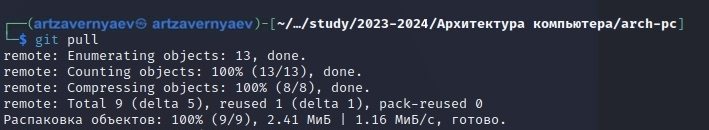 ┌──(artzavernyaev㉿ artzavernyaev)-[~/…/study/2023-2024/Архитектура компьютера/arch-pc]
└─$ git pull
remote: Enumerating objects: 13, done.
remote: Counting objects: 100% (13/13), done.
remote: Compressing objects: 100% (8/8), done.
remote: Total 9 (delta 5), reused 1 (delta 1), pack-reused 0
Распаковка объектов: 100% (9/9), 2.41 МиБ | 1.16 МиБ/с, готово.